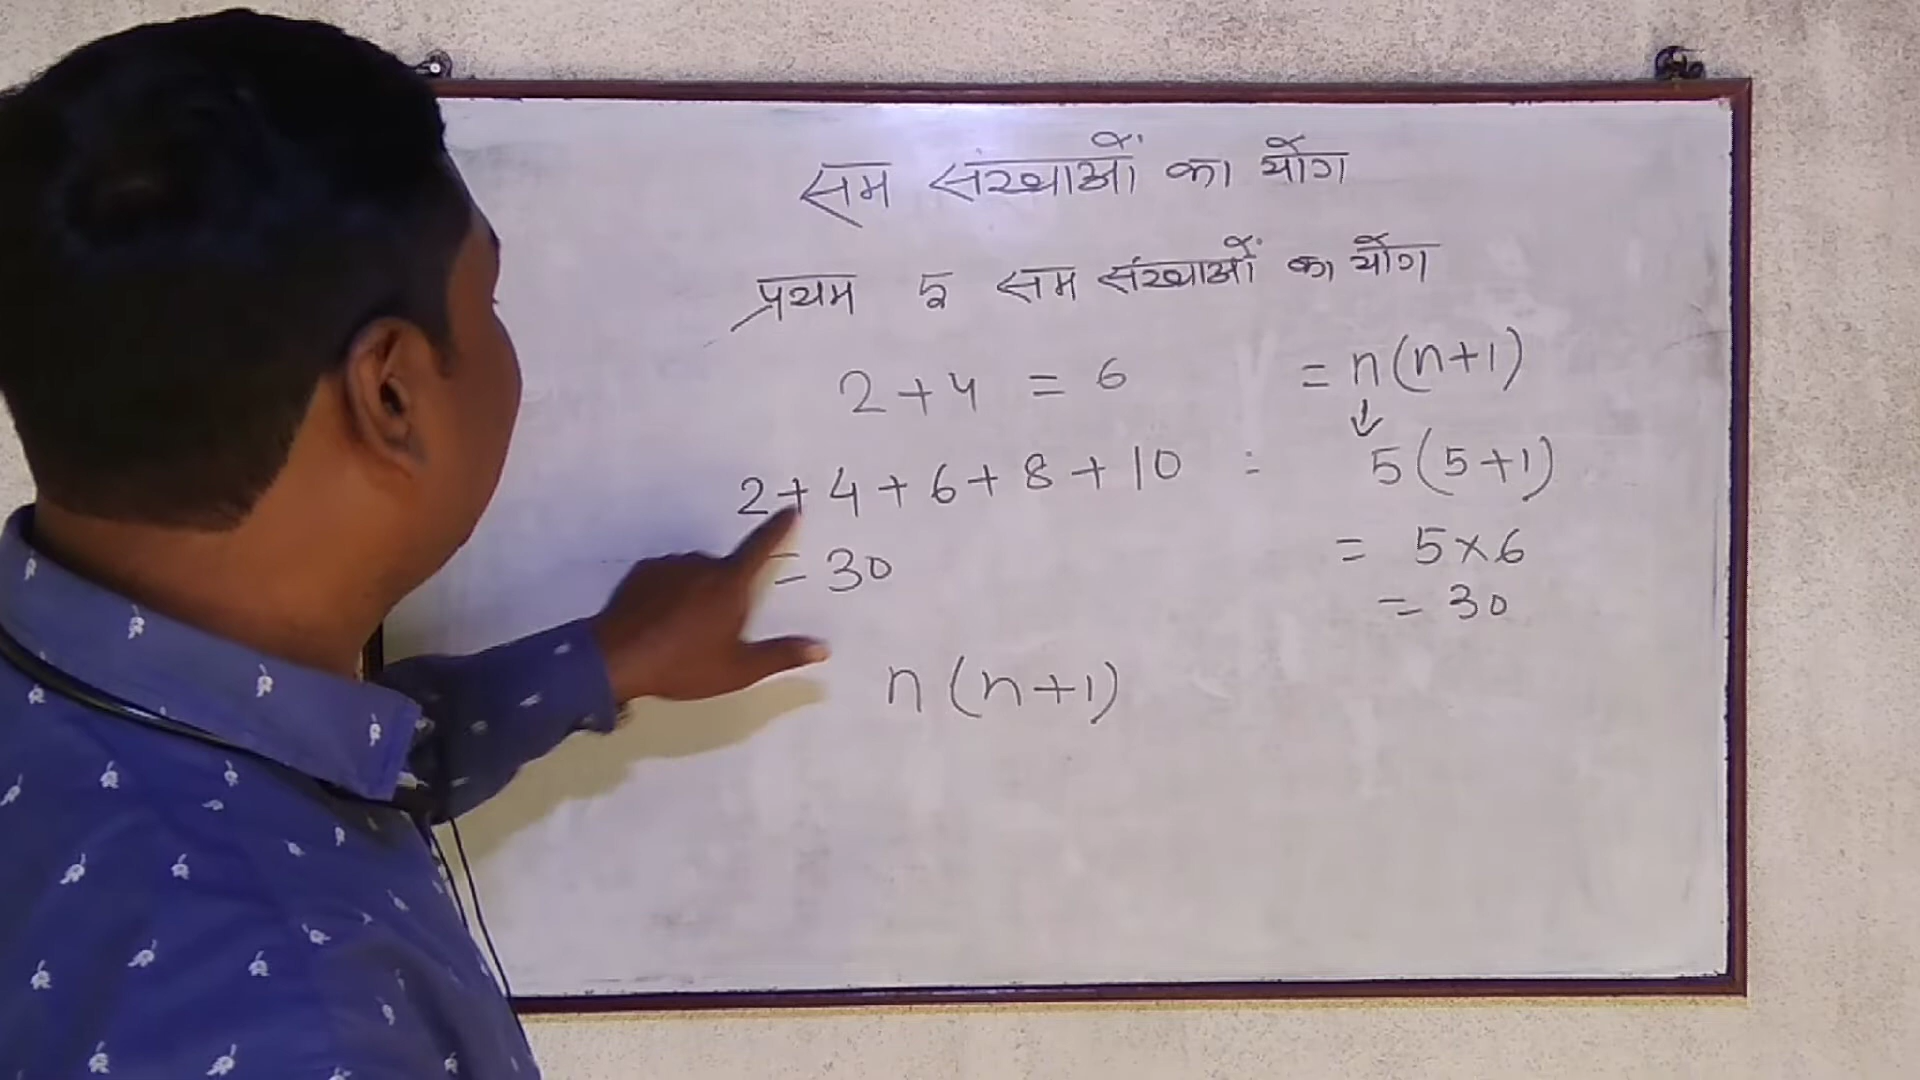 सम संख्याओं का योग
प्रथम 5 सम संख्याओं का योग
2+4 = 6 = n(n+1)
↓
2+4+6+8+10 = 5(5+1)
=30 = 5×6
= 30
n(n+1)